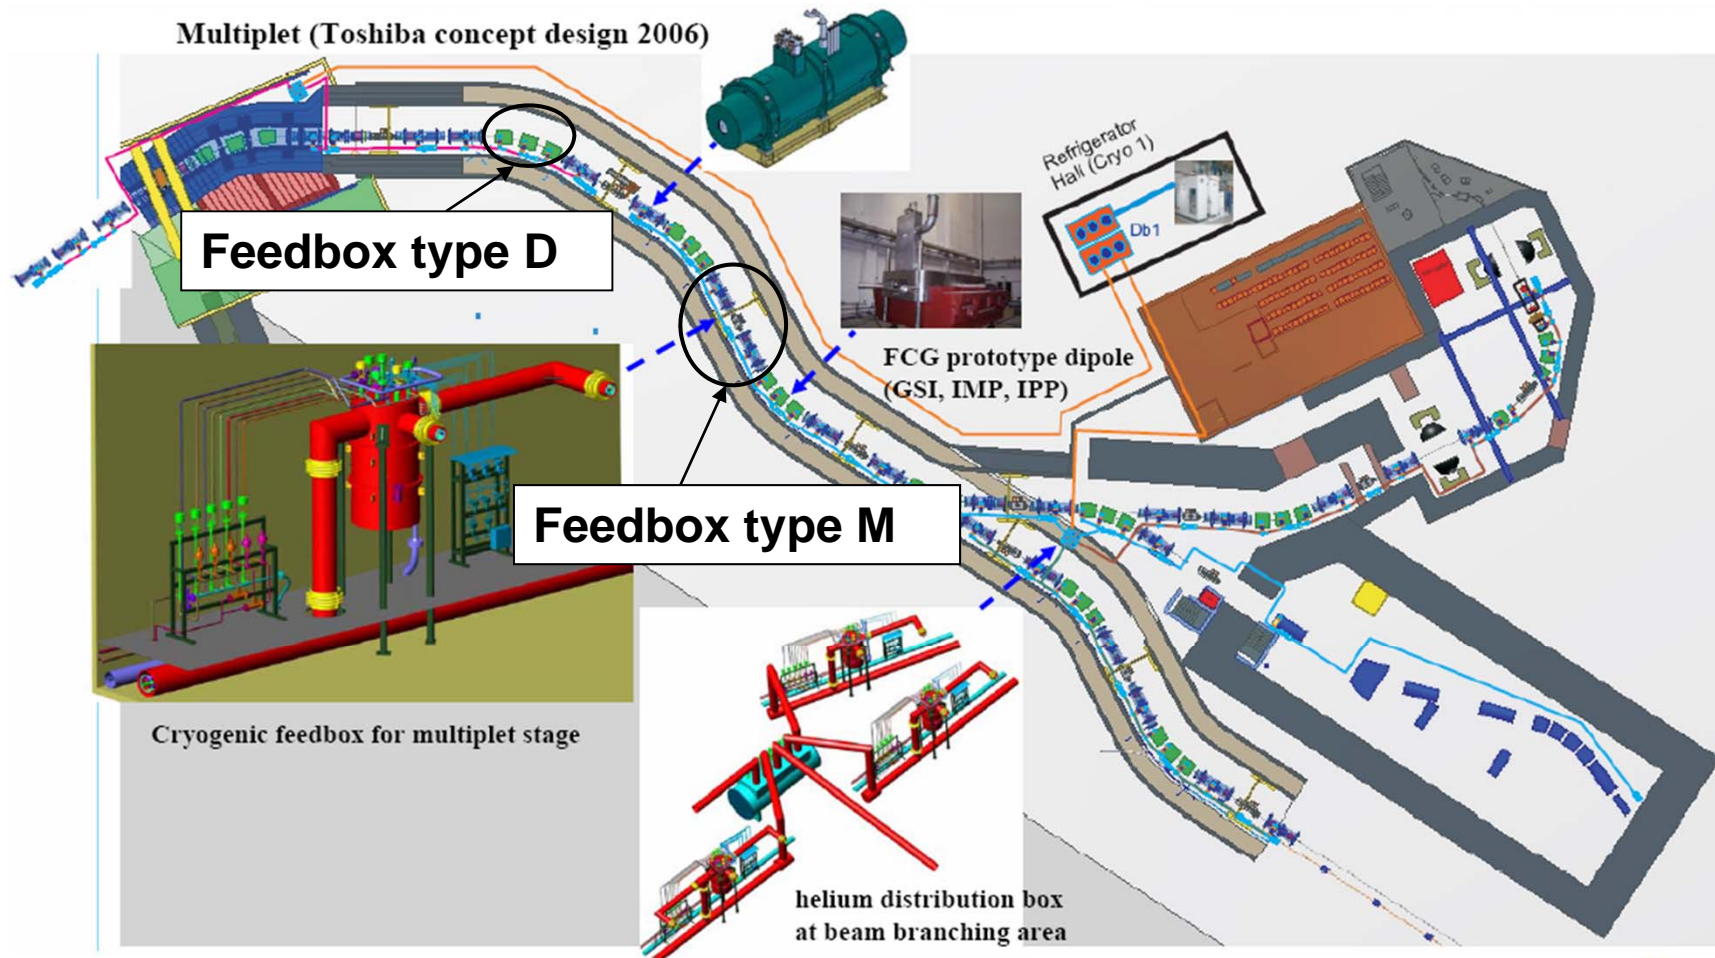 Multiplet (Toshiba concept design 2006)
Refrigerator
Hall (Cryo 1)
Db1
Feedbox type D
FCG prototype dipole
(GSI, IMP, IPP)
Feedbox type M
Cryogenic feedbox for multiplet stage
helium distribution box
at beam branching area